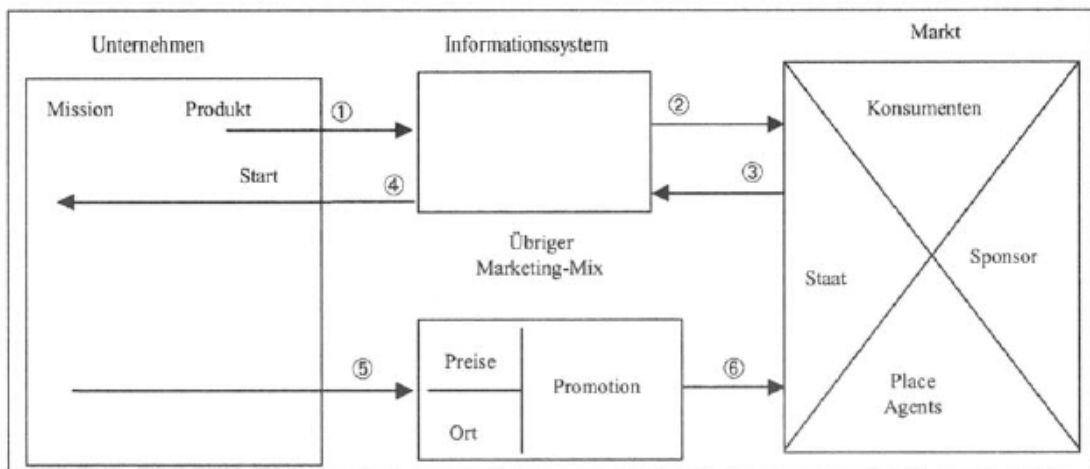 Unternehmen
Informationssystem
Markt
Mission
Produkt
①
②
Konsumenten
Start
④
③
Übriger
Marketing-Mix
Staat
Sponsor
⑤
Preise
Promotion
⑥
Ort
Place
Agents